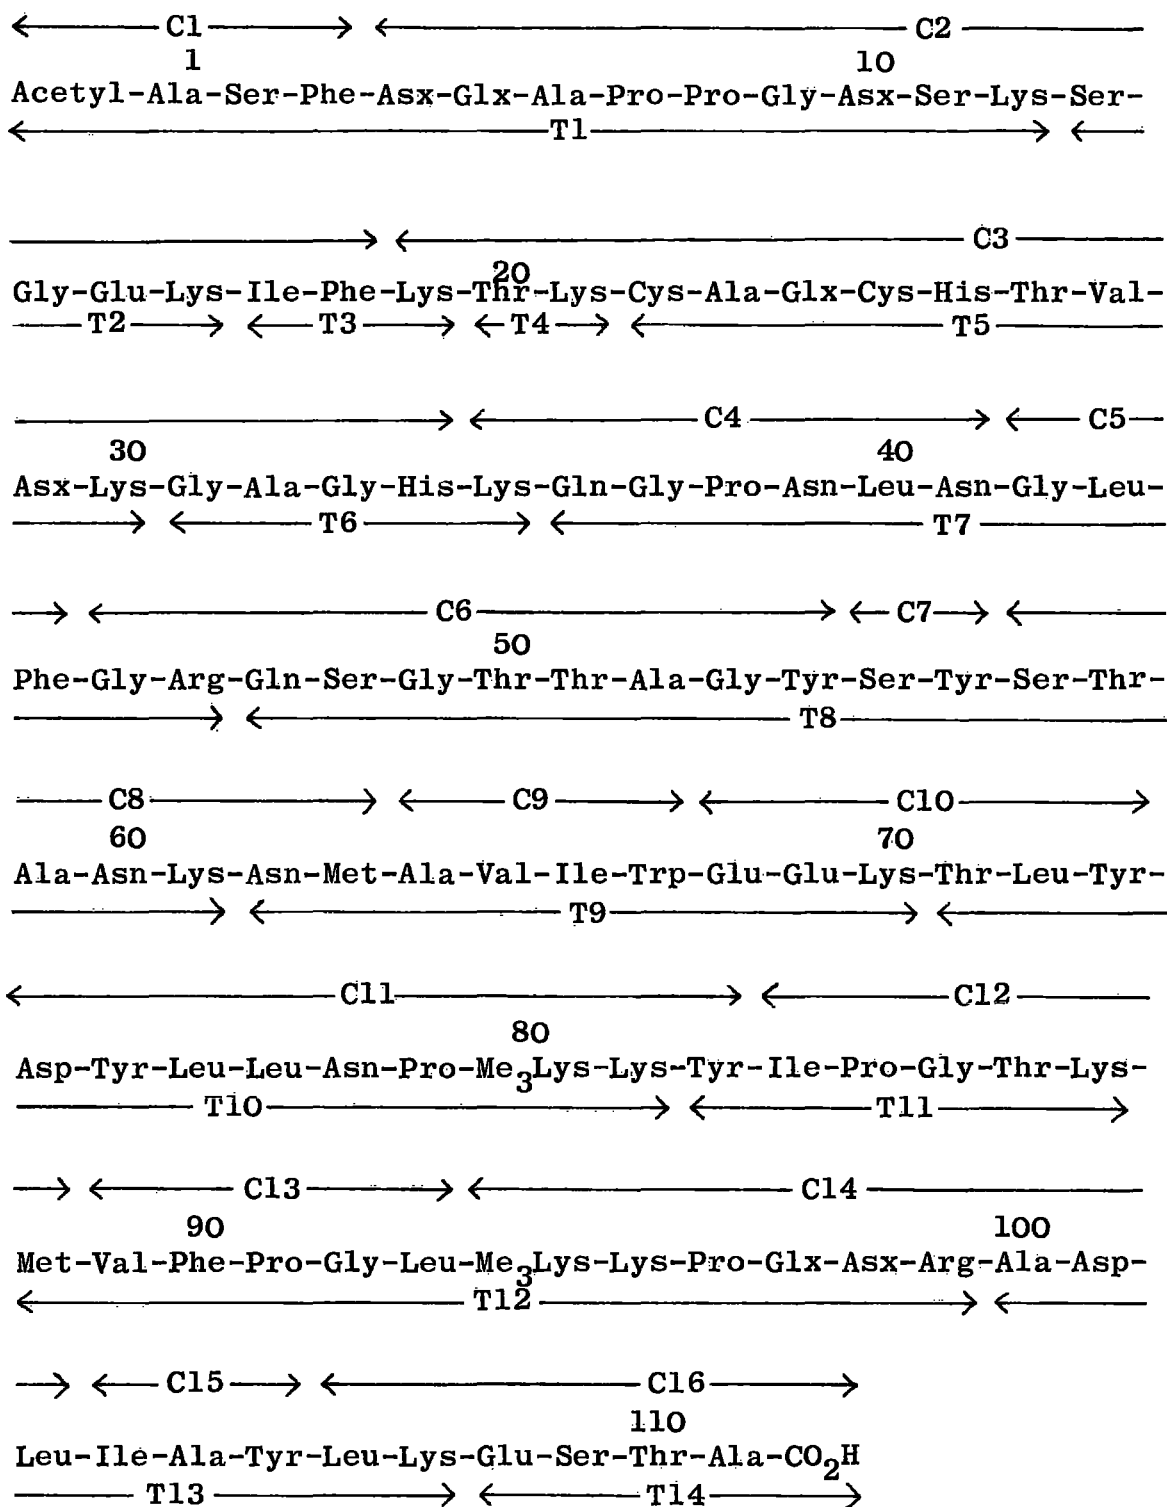 C1 C2
1 10
Acetyl-Ala-Ser-Phe-Asx-Glx-Ala-Pro-Pro-Gly-Asx-Ser-Lys-Ser-
T1
C3
20
Gly-Glu-Lys-Ile-Phe-Lys-Thr-Lys-Cys-Ala-Glx-Cys-His-Thr-Val-
T2 T3 T4 T5
C4 C5
30 40
Asx-Lys-Gly-Ala-Gly-His-Lys-Gln-Gly-Pro-Asn-Leu-Asn-Gly-Leu-
T6 T7
C6 C7
50
Phe-Gly-Arg-Gln-Ser-Gly-Thr-Thr-Ala-Gly-Tyr-Ser-Tyr-Ser-Thr-
T8
C8 C9 C10
60 70
Ala-Asn-Lys-Asn-Met-Ala-Val-Ile-Trp-Glu-Glu-Lys-Thr-Leu-Tyr-
T9
C11 C12
80
Asp-Tyr-Leu-Leu-Asn-Pro-Me3Lys-Lys-Tyr-Ile-Pro-Gly-Thr-Lys-
T10 T11
C13 C14
90 100
Met-Val-Phe-Pro-Gly-Leu-Me3Lys-Lys-Pro-Glx-Asx-Arg-Ala-Asp-
T12
C15 C16
110
Leu-Ile-Ala-Tyr-Leu-Lys-Glu-Ser-Thr-Ala-CO2H
T13 T14